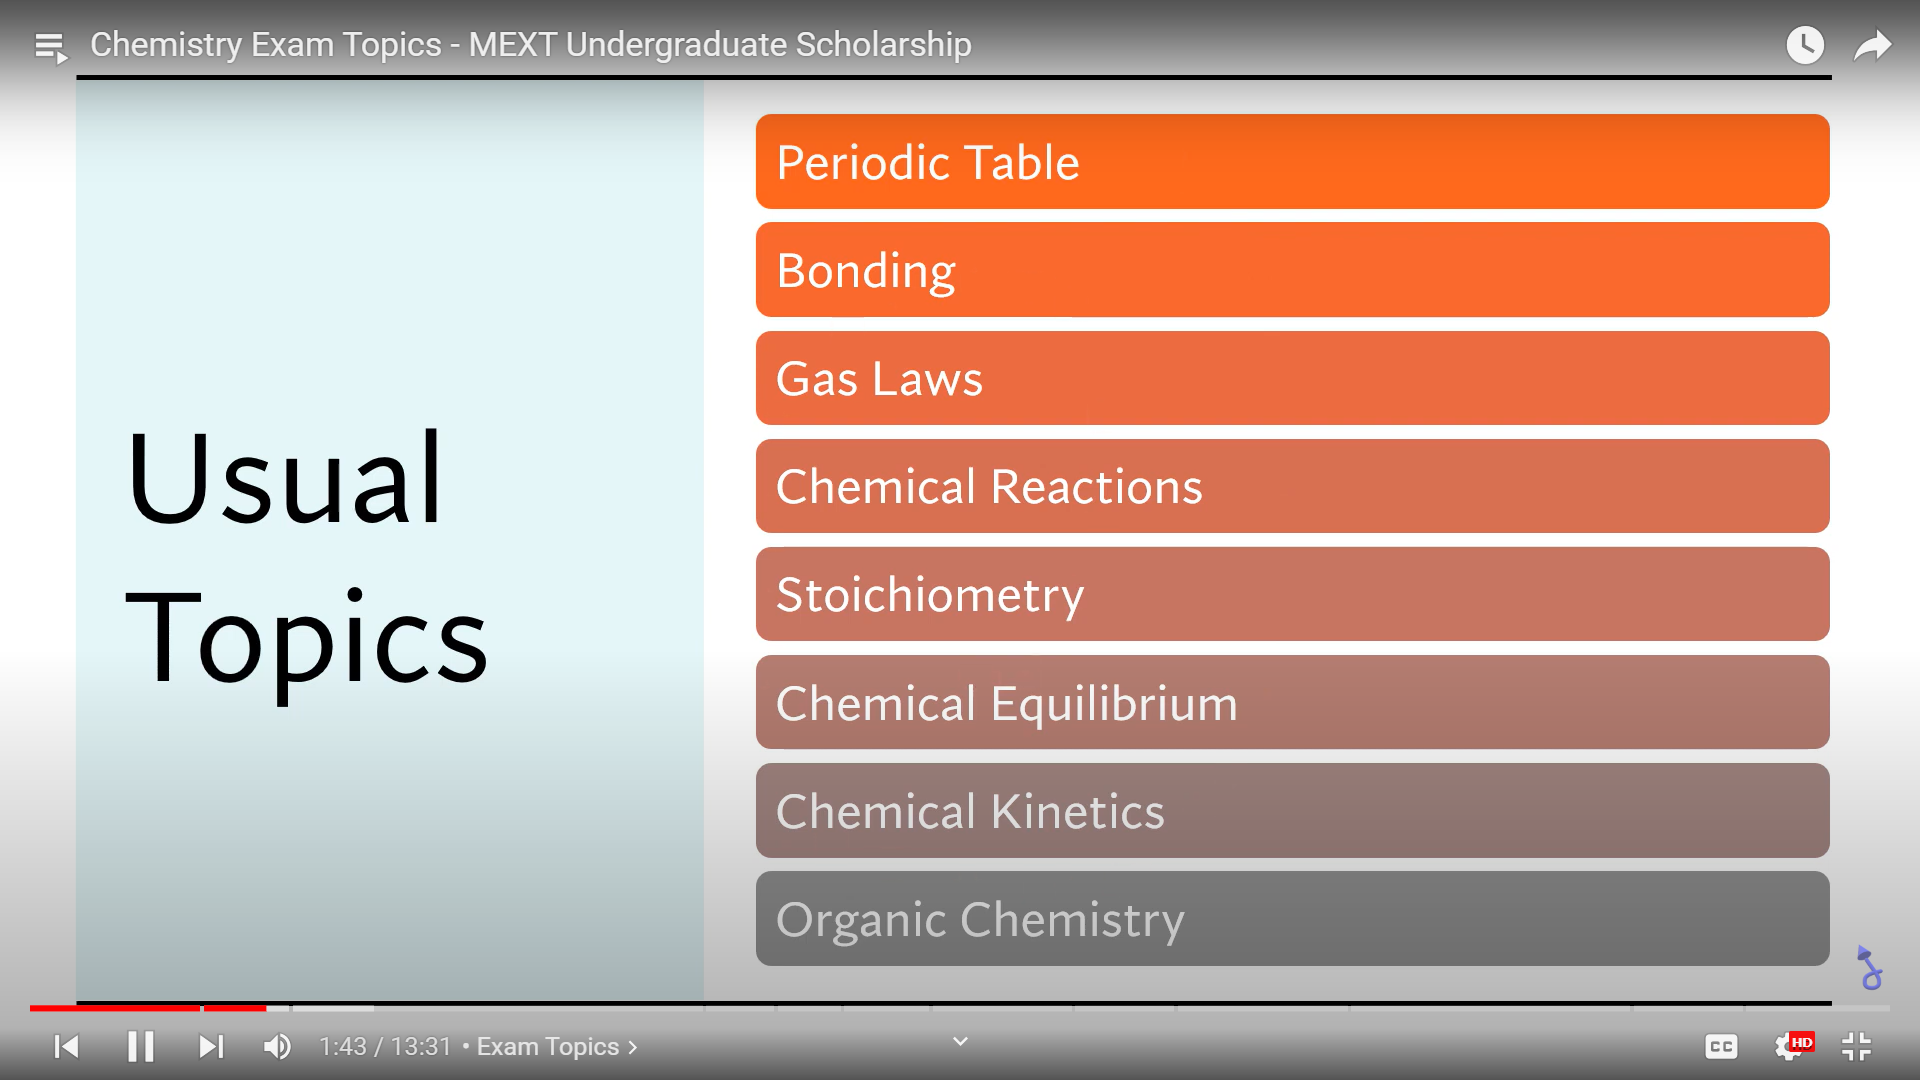 Chemistry Exam Topics - MEXT Undergraduate Scholarship
Usual
Topics
Periodic Table
Bonding
Gas Laws
Chemical Reactions
Stoichiometry
Chemical Equilibrium
Chemical Kinetics
Organic Chemistry
1:43 / 13:31 • Exam Topics >
CC
HD